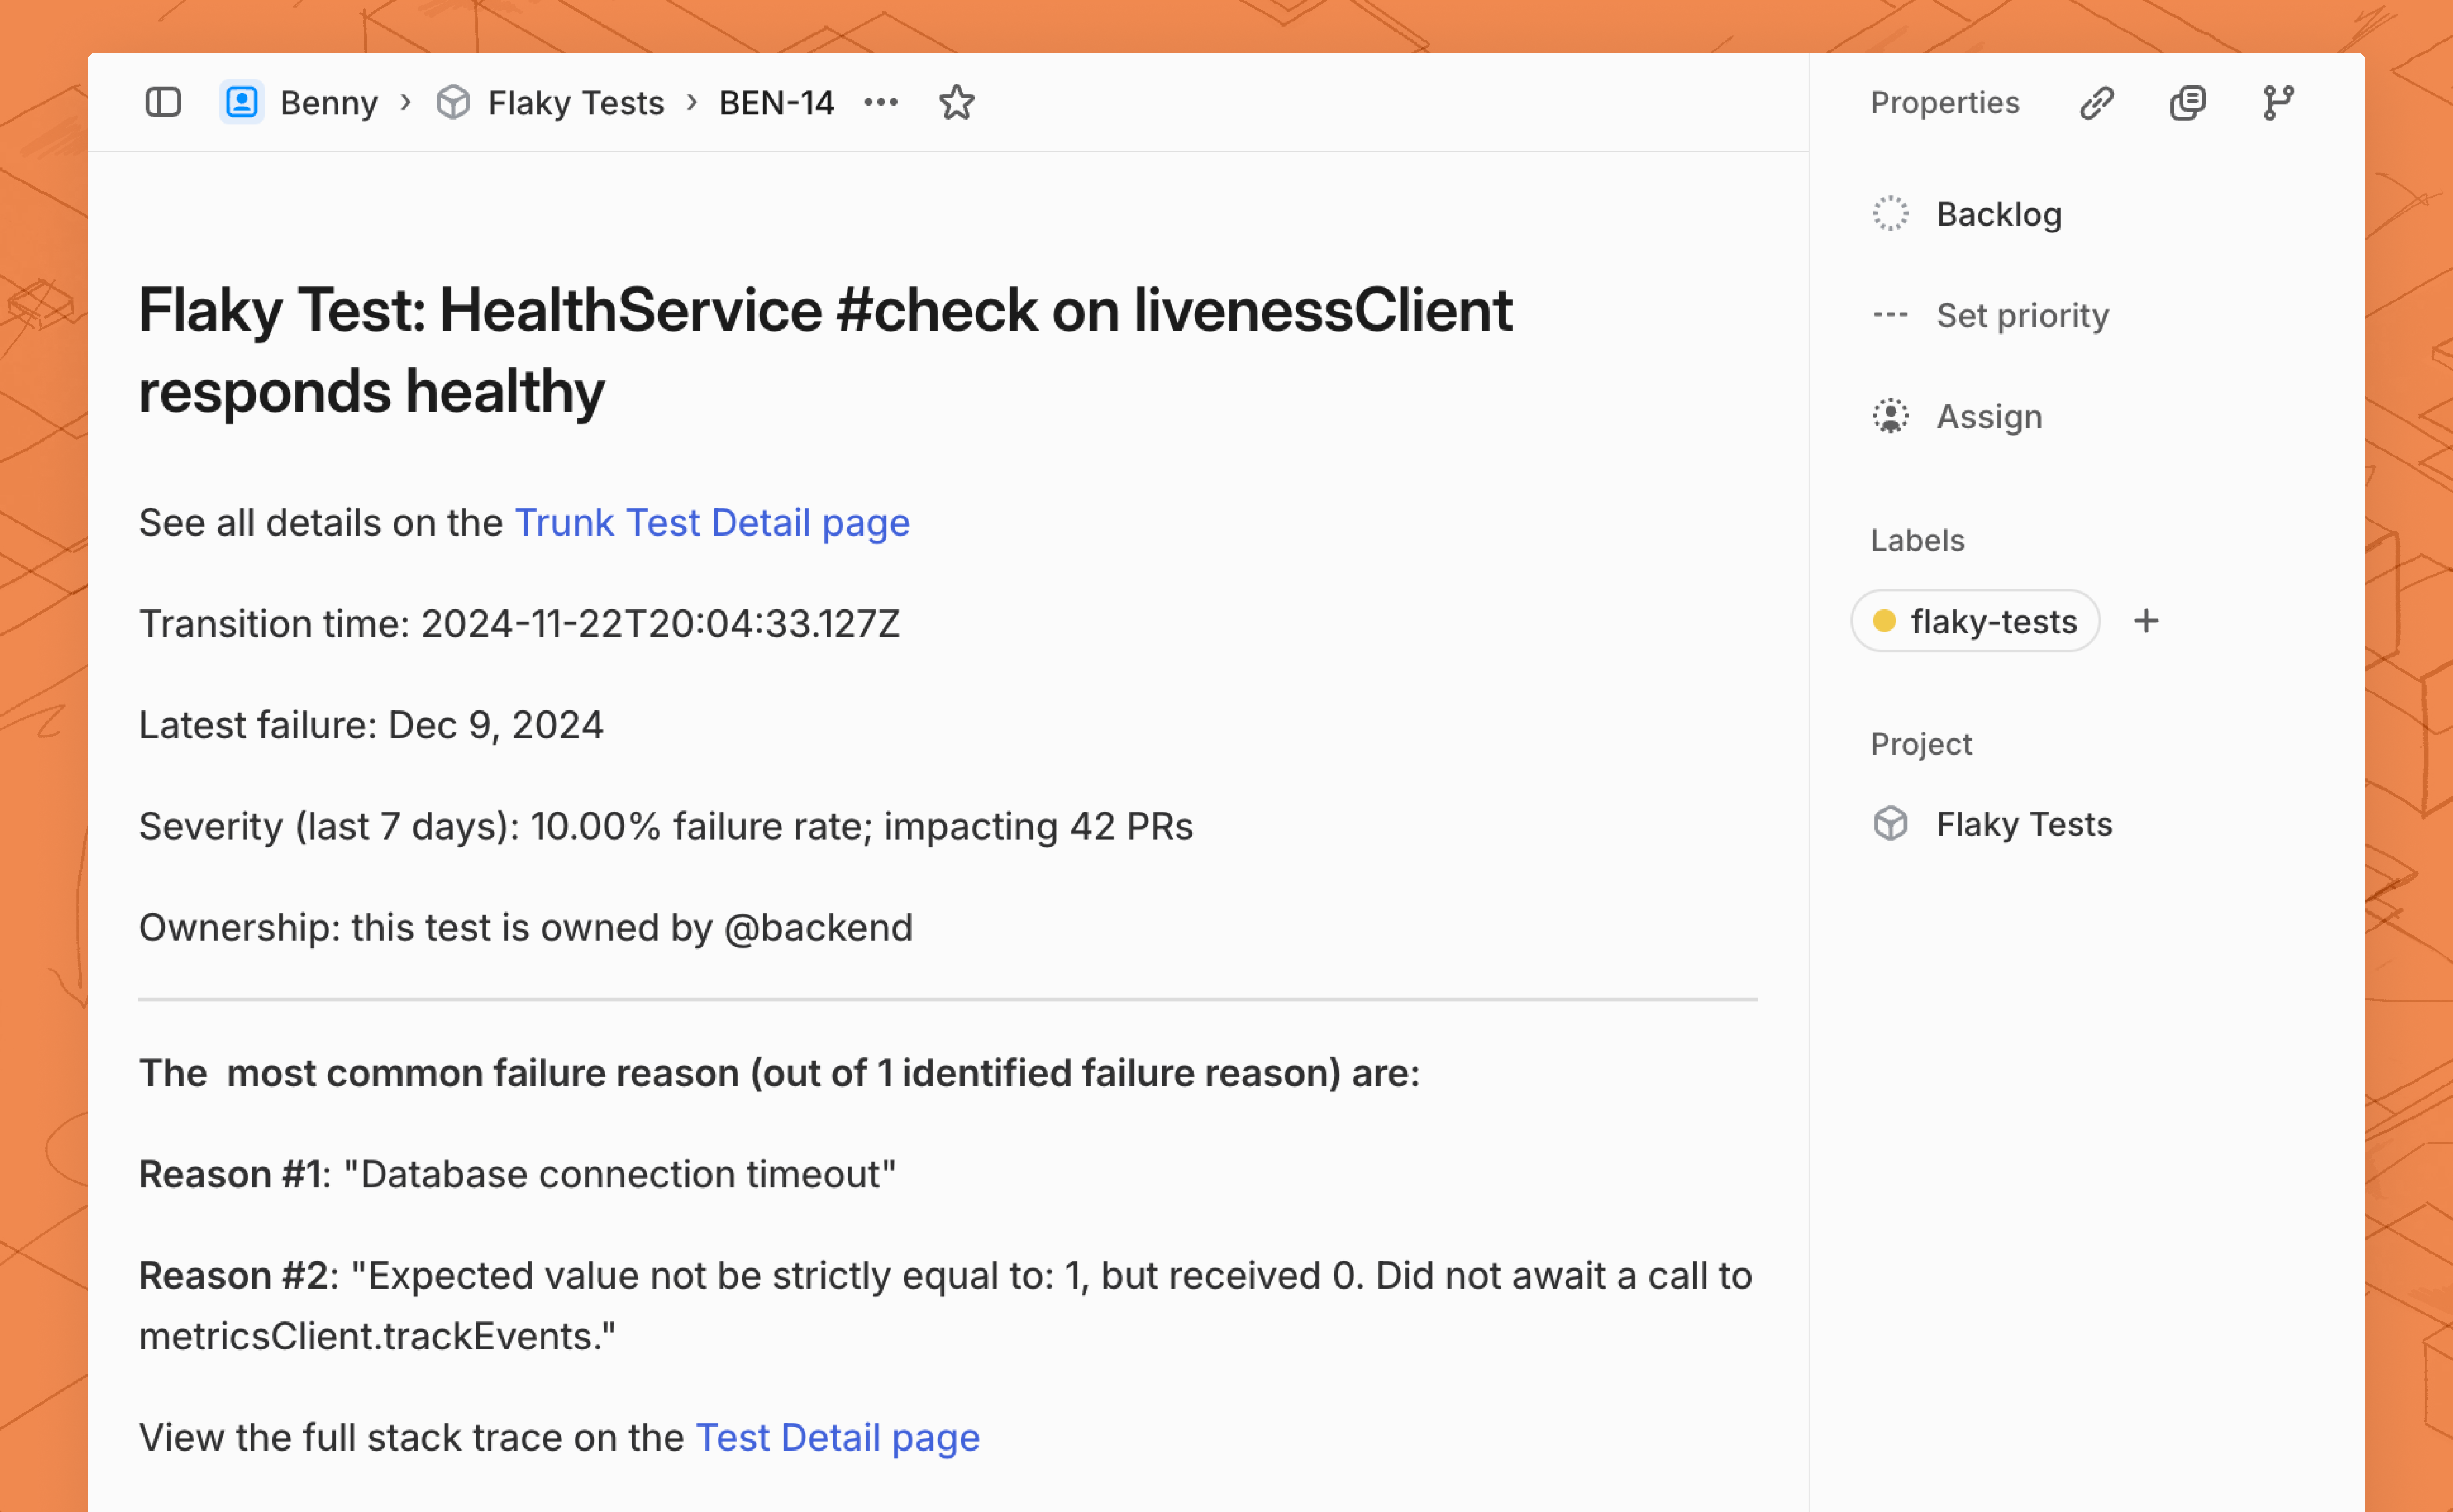 Benny › Flaky Tests › BEN-14
Properties
Flaky Test: HealthService #check on livenessClient
responds healthy
See all details on the Trunk Test Detail page
Transition time: 2024-11-22T20:04:33.127Z
Latest failure: Dec 9, 2024
Severity (last 7 days): 10.00% failure rate; impacting 42 PRs
Ownership: this test is owned by @backend
The  most common failure reason (out of 1 identified failure reason) are:
Reason #1: "Database connection timeout"
Reason #2: "Expected value not be strictly equal to: 1, but received 0. Did not await a call to
metricsClient.trackEvents."
View the full stack trace on the Test Detail page
Backlog
Set priority
Assign
Labels
flaky-tests
Project
Flaky Tests